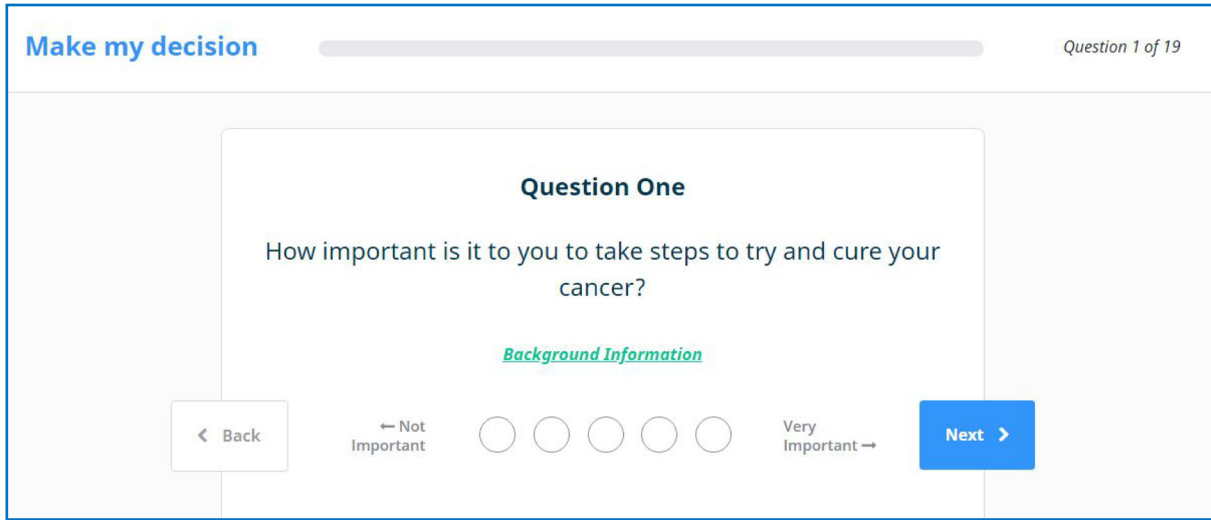 Make my decision
Question 1 of 19
Question One
How important is it to you to take steps to try and cure your
cancer?
Background Information
Back
← Not
Important
Very
Important →
Next